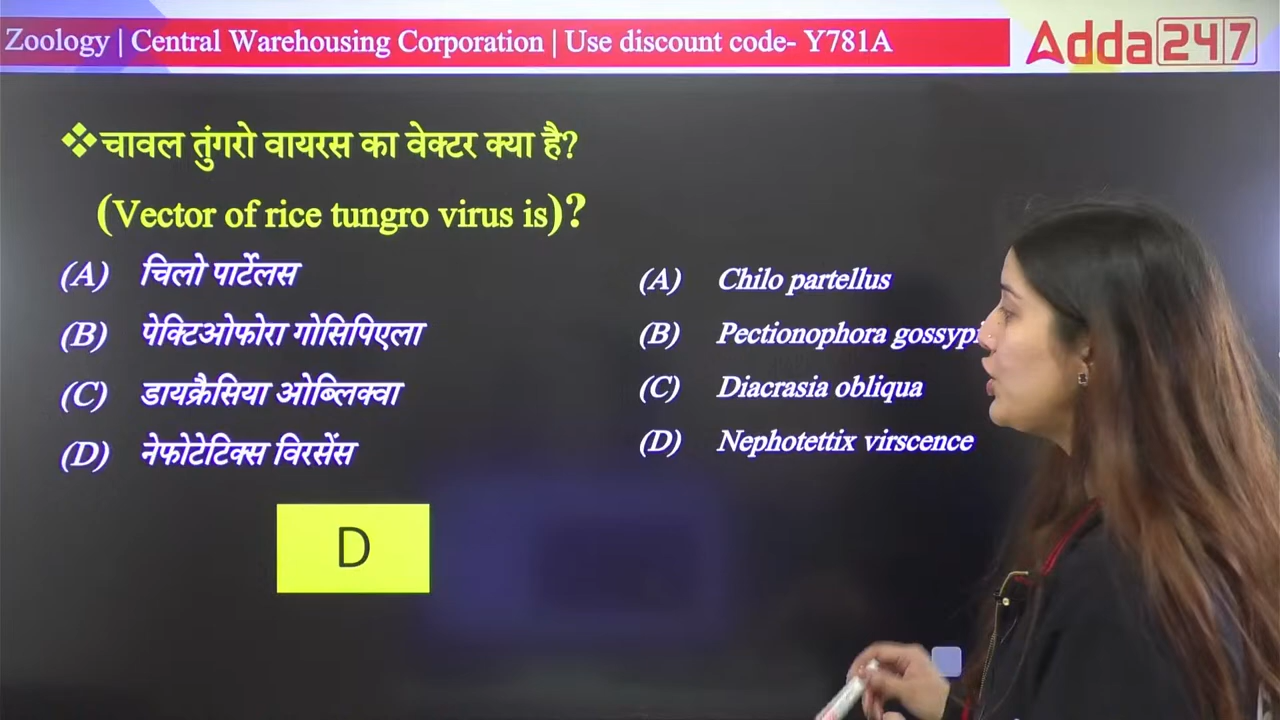 Zoology | Central Warehousing Corporation | Use discount code- Y781A
Adda247
❖चावल तुंगरो वायरस का वेक्टर क्या है?
(Vector of rice tungro virus is)?
(A) चिलो पार्टेलस
(B) पेक्टिओफोरा गोसिपिएला
(C) डायक्रैसिया ओब्लिक्वा
(D) नेफोटेटिक्स विरसेंस
(A) Chilo partellus
(B) Pectionophora
(C) Diacrasia obliqua
(D) Nephotettix virscence
D